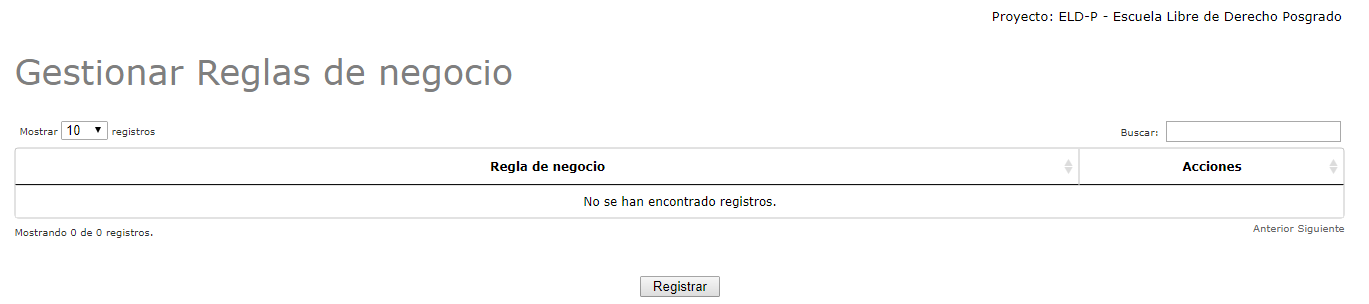 Proyecto: ELD-P - Escuela Libre de Derecho Posgrado
Gestionar Reglas de negocio
Mostrar 10 registros
Buscar:
Regla de negocio
Acciones
No se han encontrado registros.
Mostrando 0 de 0 registros.
Anterior Siguiente
Registrar